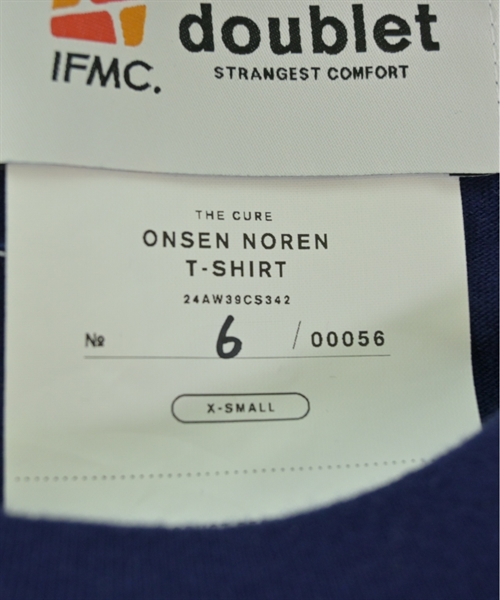 IFMC.
doublet
STRANGEST COMFORT
THE CURE
ONSEN NOREN
T-SHIRT
24AW39CS342
№ 6 / 00056
X-SMALL